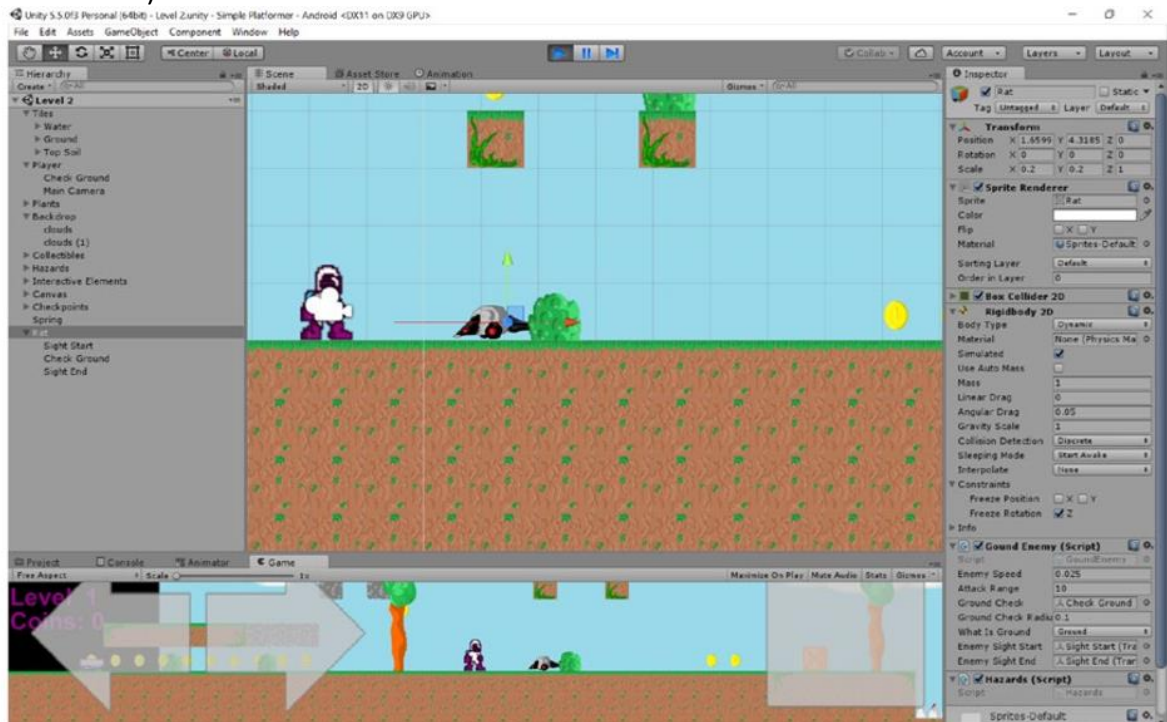 Unity 5.5.0f3 Personal (64bit) - Level 2.unity - Simple Platformer - Android <DX11 on DX9 GPU>
File Edit Assets GameObject Component Window Help
Center Local Collab Account Layers Layout
Hierarchy Scene Asset Store Animation Inspector
Create Shaded 2D Gizmos Rat Static
Level 2 Tag Untagged Layer Default
Tiles
Water
Ground
Top Soil
Player
Check Ground
Main Camera
Plants
Backdrop
clouds
clouds (1)
Collectibles
Hazards
Interactive Elements
Canvas
Checkpoints
Spring
Rat
Sight Start
Check Ground
Sight End
Transform
Position X 1.6599 Y 4.3185 Z 0
Rotation X 0 Y 0 Z 0
Scale X 0.2 Y 0.2 Z 1
Sprite Renderer
Sprite Rat
Color
Flip X Y
Material Sprites-Default
Sorting Layer Default
Order in Layer 0
Box Collider 2D
Rigidbody 2D
Body Type Dynamic
Material None (Physics Ma
Simulated
Use Auto Mass
Mass 1
Linear Drag 0
Angular Drag 0.05
Gravity Scale 1
Collision Detection Discrete
Sleeping Mode Start Awake
Interpolate None
Constraints
Freeze Position X Y
Freeze Rotation Z
Info
Gound Enemy (Script)
Script GoundEnemy
Enemy Speed 0.025
Attack Range 10
Ground Check Check Ground
Ground Check Radiu 0.1
What Is Ground Ground
Enemy Sight Start Sight Start (Tra
Enemy Sight End Sight End (Tran
Hazards (Script)
Script Hazards
Sprites-Default
Project Console Animator Game
Free Aspect Scale 1x Maximize On Play Mute Audio Stats Gizmos
Level: 1
Coins: 0